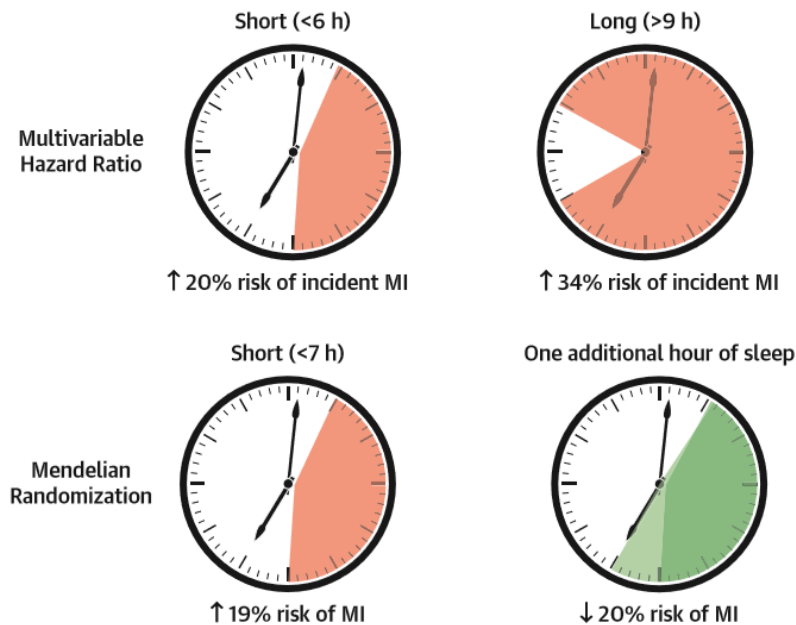 Short (<6 h)
Long (>9 h)
Multivariable
Hazard Ratio
↑ 20% risk of incident MI
↑ 34% risk of incident MI
Short (<7 h)
One additional hour of sleep
Mendelian
Randomization
↑ 19% risk of MI
↓ 20% risk of MI